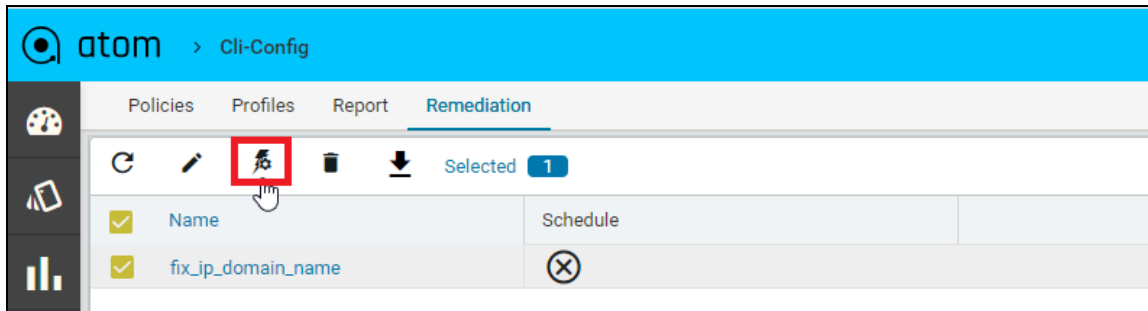 atom > Cli-Config
Policies Profiles Report Remediation
Selected 1
Name Schedule
fix_ip_domain_name